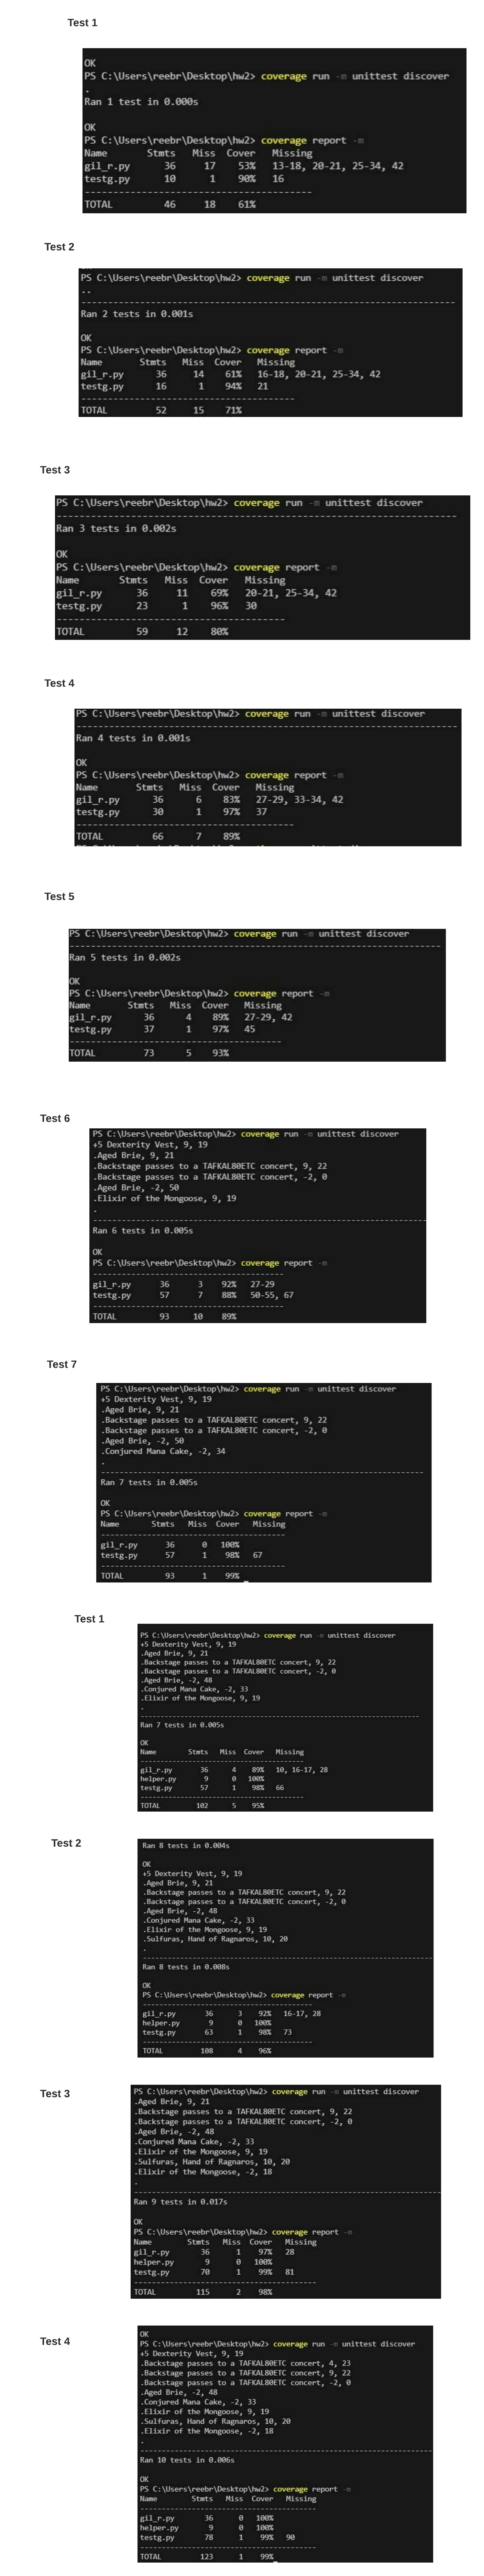 Test 1
OK
PS C:\Users\reebr\Desktop\hw2> coverage run -m unittest discover
.
Ran 1 test in 0.000s
OK
PS C:\Users\reebr\Desktop\hw2> coverage report -m
Name Stmts Miss Cover Missing
gil_r.py 36 17 53% 13-18, 20-21, 25-34, 42
testg.py 10 1 90% 16
----------------------------------------
TOTAL 46 18 61%
Test 2
PS C:\Users\reebr\Desktop\hw2> coverage run -m unittest discover
..
----------------------------------------------------------------------
Ran 2 tests in 0.001s
OK
PS C:\Users\reebr\Desktop\hw2> coverage report -m
Name Stmts Miss Cover Missing
gil_r.py 36 14 61% 16-18, 20-21, 25-34, 42
testg.py 16 1 94% 21
----------------------------------------
TOTAL 52 15 71%
Test 3
PS C:\Users\reebr\Desktop\hw2> coverage run -m unittest discover
----------------------------------------------------------------------
Ran 3 tests in 0.002s
OK
PS C:\Users\reebr\Desktop\hw2> coverage report -m
Name Stmts Miss Cover Missing
gil_r.py 36 11 69% 20-21, 25-34, 42
testg.py 23 1 96% 30
----------------------------------------
TOTAL 59 12 80%
Test 4
PS C:\Users\reebr\Desktop\hw2> coverage run -m unittest discover
----------------------------------------------------------------------
Ran 4 tests in 0.001s
OK
PS C:\Users\reebr\Desktop\hw2> coverage report -m
Name Stmts Miss Cover Missing
gil_r.py 36 6 83% 27-29, 33-34, 42
testg.py 30 1 97% 37
----------------------------------------
TOTAL 66 7 89%
Test 5
PS C:\Users\reebr\Desktop\hw2> coverage run -m unittest discover
----------------------------------------------------------------------
Ran 5 tests in 0.002s
OK
PS C:\Users\reebr\Desktop\hw2> coverage report -m
Name Stmts Miss Cover Missing
gil_r.py 36 4 89% 27-29, 42
testg.py 37 1 97% 45
----------------------------------------
TOTAL 73 5 93%
Test 6
PS C:\Users\reebr\Desktop\hw2> coverage run -m unittest discover
+5 Dexterity Vest, 9, 19
.Aged Brie, 9, 21
.Backstage passes to a TAFKAL80ETC concert, 9, 22
.Backstage passes to a TAFKAL80ETC concert, -2, 0
.Aged Brie, -2, 50
.Elixir of the Mongoose, 9, 19
.
----------------------------------------------------------------------
Ran 6 tests in 0.005s
OK
PS C:\Users\reebr\Desktop\hw2> coverage report -m
----------------------------------------
gil_r.py 36 3 92% 27-29
testg.py 57 7 88% 50-55, 67
----------------------------------------
TOTAL 93 10 89%
Test 7
PS C:\Users\reebr\Desktop\hw2> coverage run -m unittest discover
+5 Dexterity Vest, 9, 19
.Aged Brie, 9, 21
.Backstage passes to a TAFKAL80ETC concert, 9, 22
.Backstage passes to a TAFKAL80ETC concert, -2, 0
.Aged Brie, -2, 50
.Conjured Mana Cake, -2, 34
.
----------------------------------------------------------------------
Ran 7 tests in 0.005s
OK
PS C:\Users\reebr\Desktop\hw2> coverage report -m
Name Stmts Miss Cover Missing
----------------------------------------
gil_r.py 36 0 100%
testg.py 57 1 98% 67
----------------------------------------
TOTAL 93 1 99%
Test 1
PS C:\Users\reebr\Desktop\hw2> coverage run -m unittest discover
+5 Dexterity Vest, 9, 19
.Aged Brie, 9, 21
.Backstage passes to a TAFKAL80ETC concert, 9, 22
.Backstage passes to a TAFKAL80ETC concert, -2, 0
.Aged Brie, -2, 48
.Conjured Mana Cake, -2, 33
.Elixir of the Mongoose, 9, 19
.
----------------------------------------------------------------------
Ran 7 tests in 0.005s
OK
Name Stmts Miss Cover Missing
----------------------------------------
gil_r.py 36 4 89% 10, 16-17, 28
helper.py 9 0 100%
testg.py 57 1 98% 66
----------------------------------------
TOTAL 102 5 95%
Test 2
Ran 8 tests in 0.004s
OK
+5 Dexterity Vest, 9, 19
.Aged Brie, 9, 21
.Backstage passes to a TAFKAL80ETC concert, 9, 22
.Backstage passes to a TAFKAL80ETC concert, -2, 0
.Aged Brie, -2, 48
.Conjured Mana Cake, -2, 33
.Elixir of the Mongoose, 9, 19
.Sulfuras, Hand of Ragnaros, 10, 20
.
----------------------------------------------------------------------
Ran 8 tests in 0.008s
OK
PS C:\Users\reebr\Desktop\hw2> coverage report -m
----------------------------------------
gil_r.py 36 3 92% 16-17, 28
helper.py 9 0 100%
testg.py 63 1 98% 73
----------------------------------------
TOTAL 108 4 96%
Test 3
PS C:\Users\reebr\Desktop\hw2> coverage run -m unittest discover
.Aged Brie, 9, 21
.Backstage passes to a TAFKAL80ETC concert, 9, 22
.Backstage passes to a TAFKAL80ETC concert, -2, 0
.Aged Brie, -2, 48
.Conjured Mana Cake, -2, 33
.Elixir of the Mongoose, 9, 19
.Sulfuras, Hand of Ragnaros, 10, 20
.Elixir of the Mongoose, -2, 18
.
----------------------------------------------------------------------
Ran 9 tests in 0.017s
OK
PS C:\Users\reebr\Desktop\hw2> coverage report -m
Name Stmts Miss Cover Missing
gil_r.py 36 1 97% 28
helper.py 9 0 100%
testg.py 70 1 99% 81
----------------------------------------
TOTAL 115 2 98%
Test 4
OK
PS C:\Users\reebr\Desktop\hw2> coverage run -m unittest discover
+5 Dexterity Vest, 9, 19
.Backstage passes to a TAFKAL80ETC concert, 4, 23
.Backstage passes to a TAFKAL80ETC concert, 9, 22
.Backstage passes to a TAFKAL80ETC concert, -2, 0
.Aged Brie, -2, 48
.Conjured Mana Cake, -2, 33
.Elixir of the Mongoose, 9, 19
.Sulfuras, Hand of Ragnaros, 10, 20
.Elixir of the Mongoose, -2, 18
.
----------------------------------------------------------------------
Ran 10 tests in 0.006s
OK
PS C:\Users\reebr\Desktop\hw2> coverage report -m
Name Stmts Miss Cover Missing
----------------------------------------
gil_r.py 36 0 100%
helper.py 9 0 100%
testg.py 78 1 99% 90
----------------------------------------
TOTAL 123 1 99%